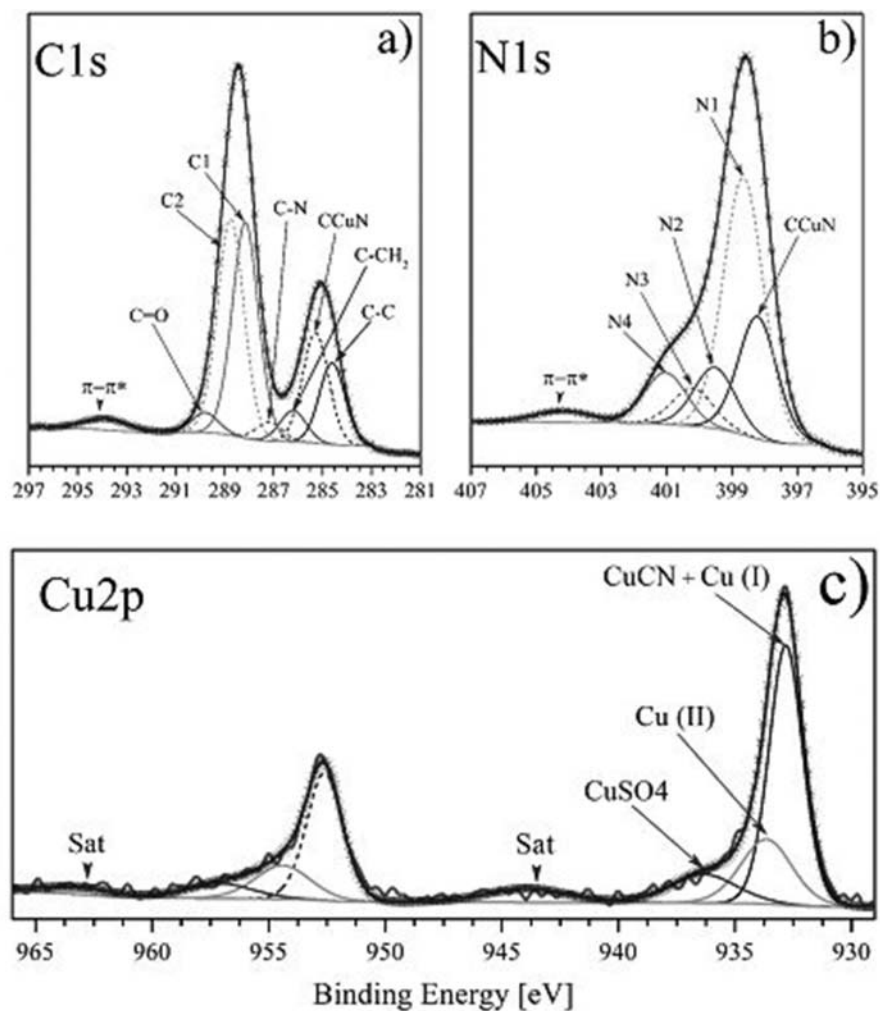 C1s
a)
C1
C2
C-N
CCuN
C-CH₂
C-C
C=O
π-π*
297 295 293 291 289 287 285 283 281
N1s
b)
N1
N2
CCuN
N3
N4
π-π*
407 405 403 401 399 397 395
Cu2p
c)
CuCN + Cu (I)
Cu (II)
CuSO4
Sat
Sat
965 960 955 950 945 940 935 930
Binding Energy [eV]